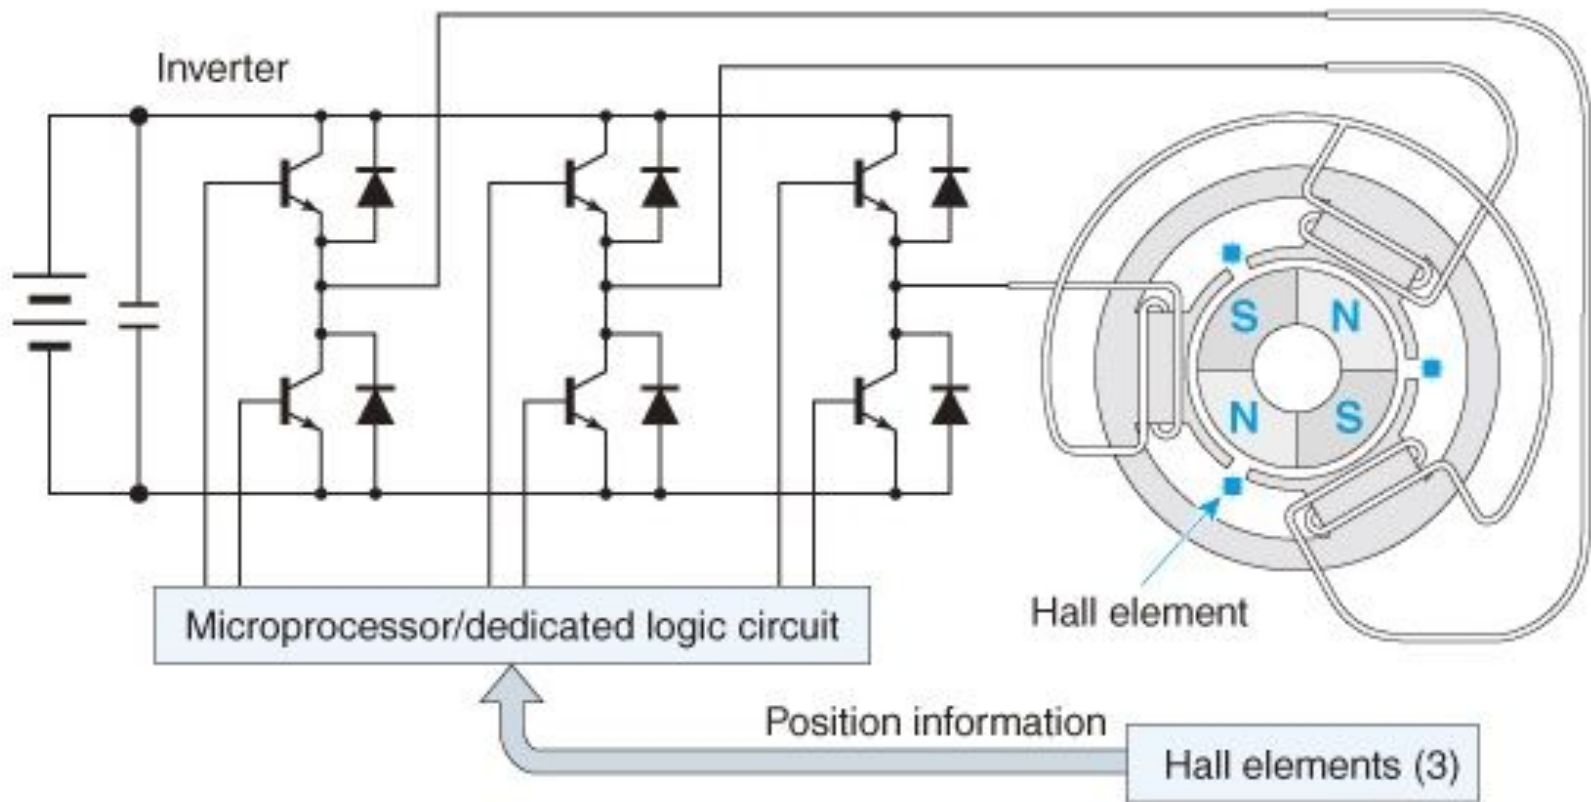 Inverter
S N
N S
Hall element
Microprocessor/dedicated logic circuit
Position information
Hall elements (3)